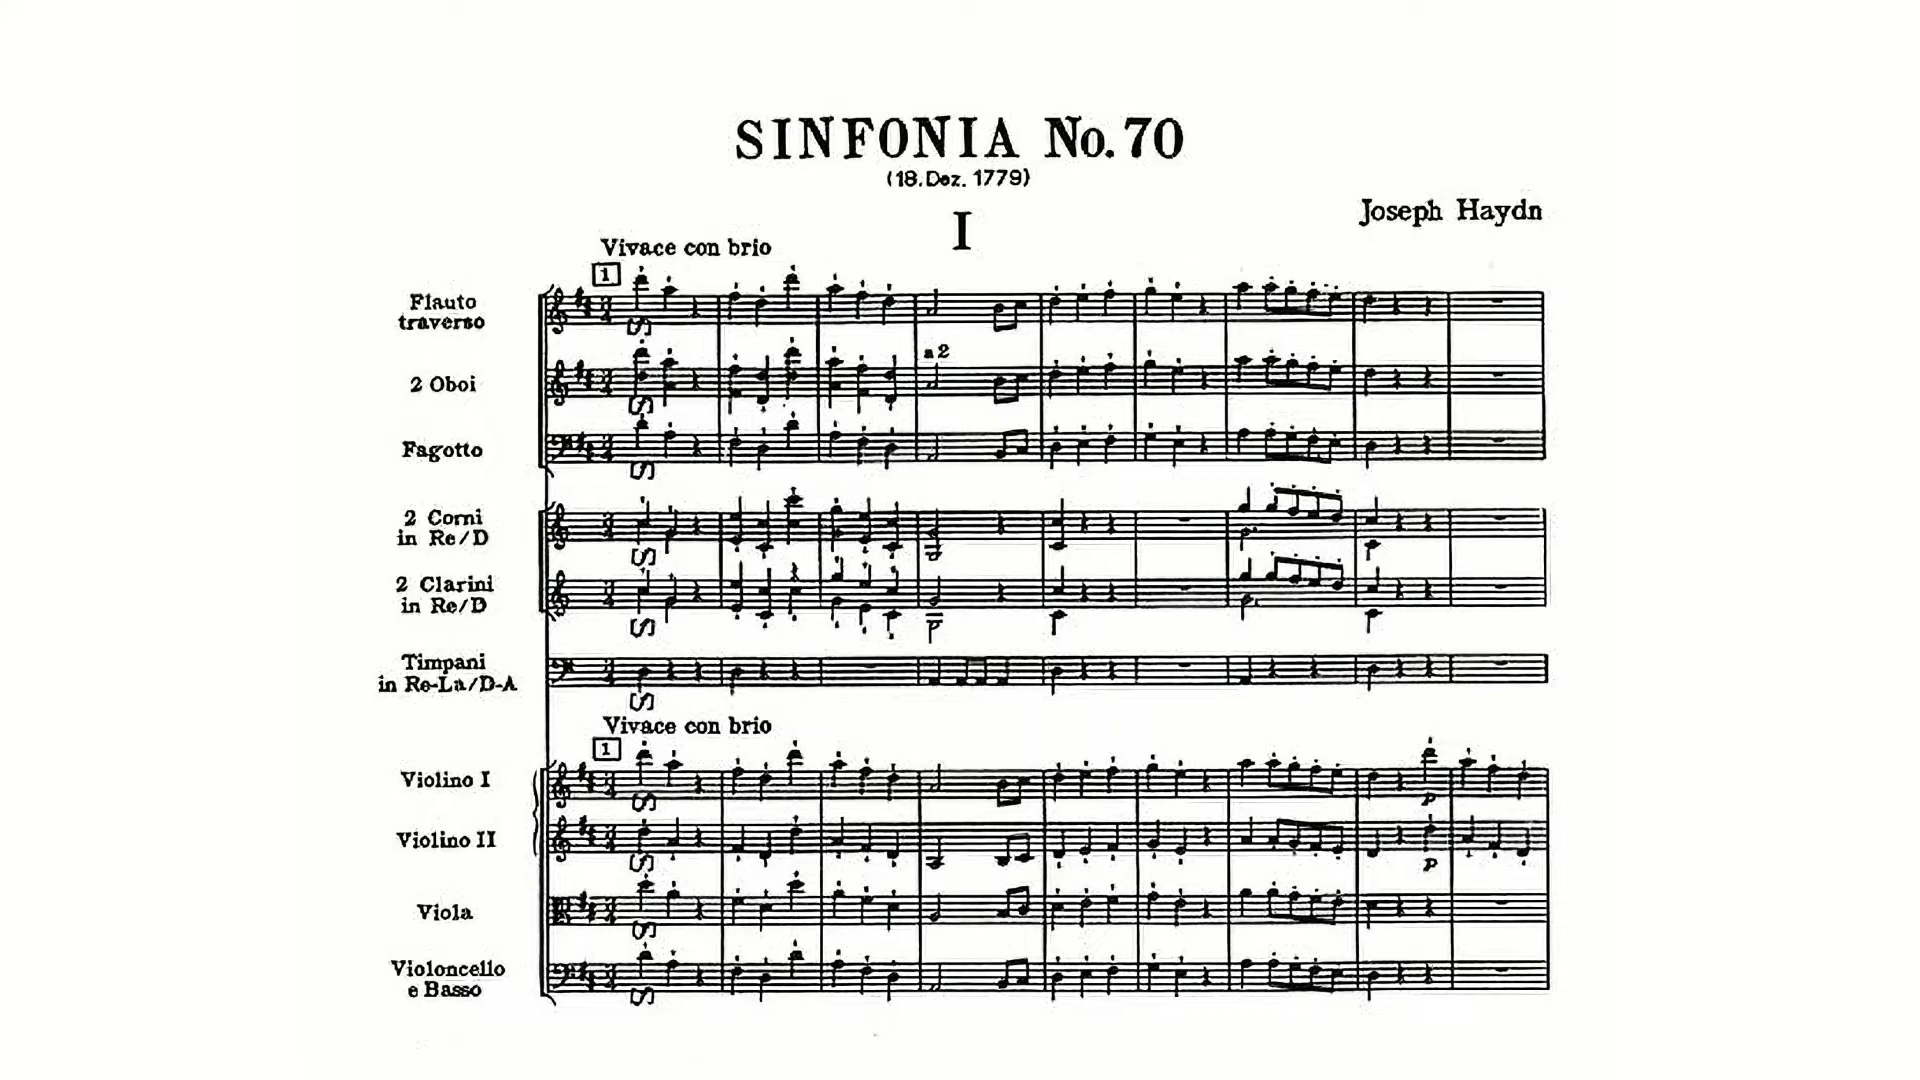 SINFONIA No. 70
(18. Dez. 1779)
Joseph Haydn
I
Vivace con brio
1
Flauto
traverso
a 2
2 Oboi
Fagotto
2 Corni
in Re/D
2 Clarini
in Re/D
Timpani
in Re-La/D-A
Vivace con brio
1
Violino I
p
Violino II
p
Viola
Violoncello
e Basso